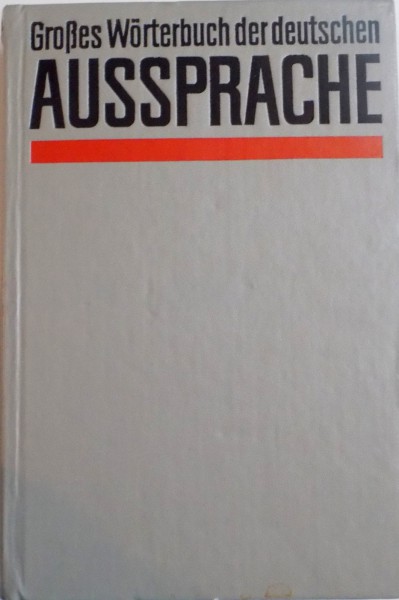 Großes Wörterbuch der deutschen
AUSSPRACHE